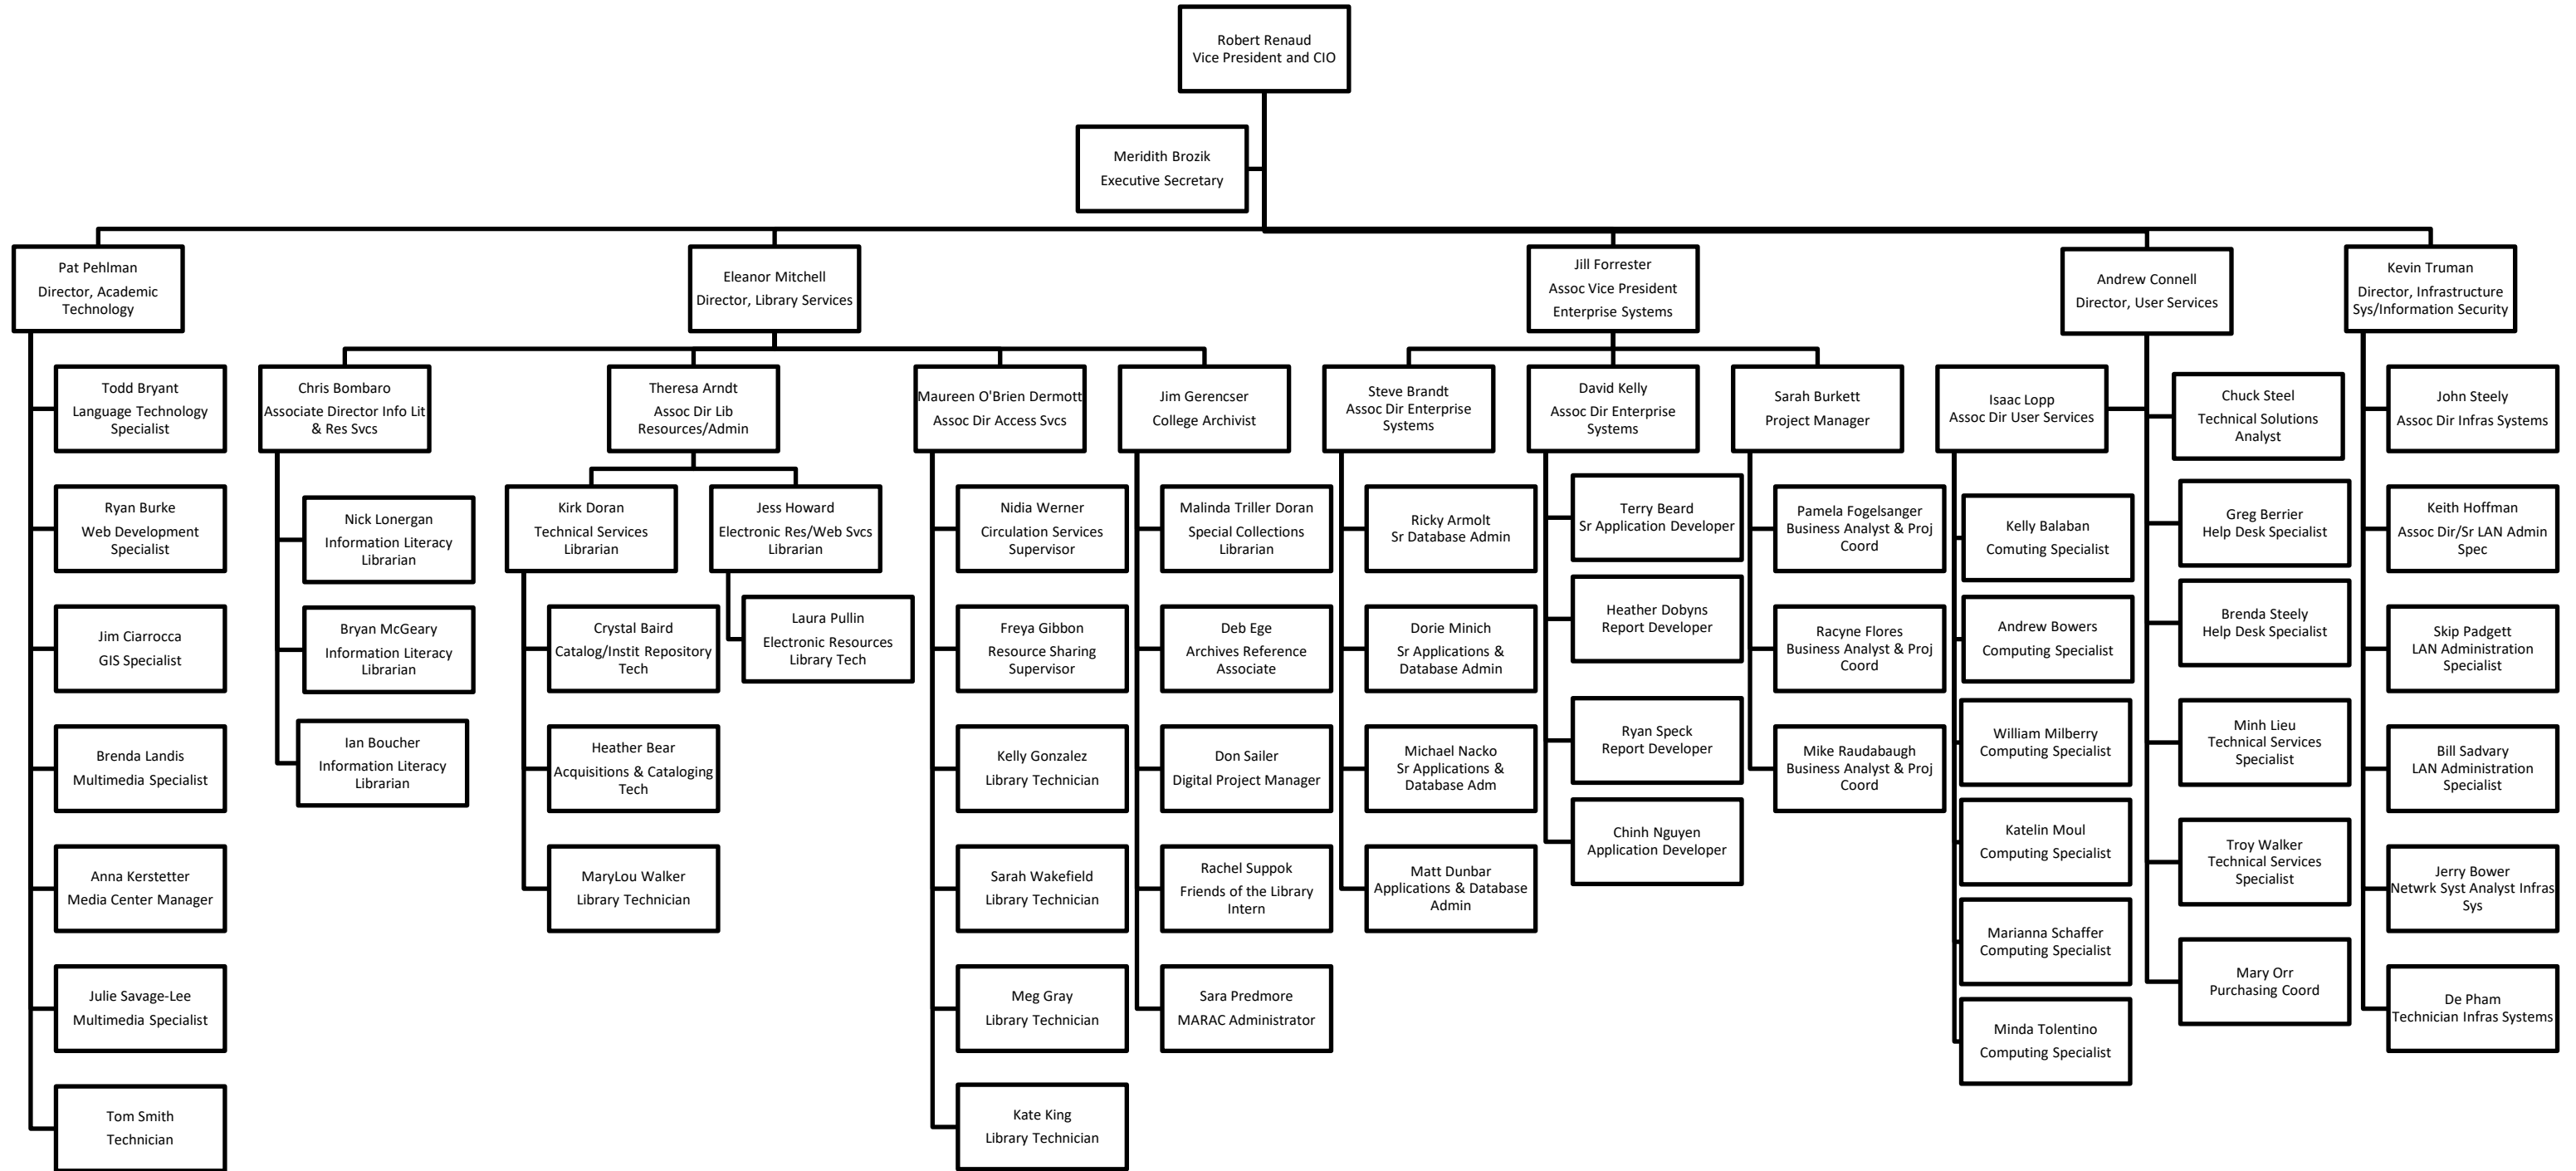 Robert Renaud
Vice President and CIO
Meridith Brozik
Executive Secretary
Pat Pehlman
Director, Academic
Technology
Eleanor Mitchell
Director, Library Services
Jill Forrester
Assoc Vice President
Enterprise Systems
Andrew Connell
Director, User Services
Kevin Truman
Director, Infrastructure
Sys/Information Security
Todd Bryant
Language Technology
Specialist
Ryan Burke
Web Development
Specialist
Jim Ciarrocca
GIS Specialist
Brenda Landis
Multimedia Specialist
Anna Kerstetter
Media Center Manager
Julie Savage-Lee
Multimedia Specialist
Tom Smith
Technician
Chris Bombaro
Associate Director Info Lit
& Res Svcs
Nick Lonergan
Information Literacy
Librarian
Bryan McGeary
Information Literacy
Librarian
Ian Boucher
Information Literacy
Librarian
Theresa Arndt
Assoc Dir Lib
Resources/Admin
Kirk Doran
Technical Services
Librarian
Crystal Baird
Catalog/Instit Repository
Tech
Heather Bear
Acquisitions & Cataloging
Tech
MaryLou Walker
Library Technician
Jess Howard
Electronic Res/Web Svcs
Librarian
Laura Pullin
Electronic Resources
Library Tech
Maureen O'Brien Dermott
Assoc Dir Access Svcs
Nidia Werner
Circulation Services
Supervisor
Freya Gibbon
Resource Sharing
Supervisor
Kelly Gonzalez
Library Technician
Sarah Wakefield
Library Technician
Meg Gray
Library Technician
Kate King
Library Technician
Jim Gerencser
College Archivist
Malinda Triller Doran
Special Collections
Librarian
Deb Ege
Archives Reference
Associate
Don Sailer
Digital Project Manager
Rachel Suppok
Friends of the Library
Intern
Sara Predmore
MARAC Administrator
Steve Brandt
Assoc Dir Enterprise
Systems
Ricky Armolt
Sr Database Admin
Dorie Minich
Sr Applications &
Database Admin
Michael Nacko
Sr Applications &
Database Adm
Matt Dunbar
Applications & Database
Admin
David Kelly
Assoc Dir Enterprise
Systems
Terry Beard
Sr Application Developer
Heather Dobyns
Report Developer
Ryan Speck
Report Developer
Chinh Nguyen
Application Developer
Sarah Burkett
Project Manager
Pamela Fogelsanger
Business Analyst & Proj
Coord
Racyne Flores
Business Analyst & Proj
Coord
Mike Raudabaugh
Business Analyst & Proj
Coord
Isaac Lopp
Assoc Dir User Services
Kelly Balaban
Comuting Specialist
Andrew Bowers
Computing Specialist
William Milberry
Computing Specialist
Katelin Moul
Computing Specialist
Marianna Schaffer
Computing Specialist
Minda Tolentino
Computing Specialist
Chuck Steel
Technical Solutions
Analyst
Greg Berrier
Help Desk Specialist
Brenda Steely
Help Desk Specialist
Minh Lieu
Technical Services
Specialist
Troy Walker
Technical Services
Specialist
Mary Orr
Purchasing Coord
John Steely
Assoc Dir Infras Systems
Keith Hoffman
Assoc Dir/Sr LAN Admin
Spec
Skip Padgett
LAN Administration
Specialist
Bill Sadvary
LAN Administration
Specialist
Jerry Bower
Netwrk Syst Analyst Infras
Sys
De Pham
Technician Infras Systems